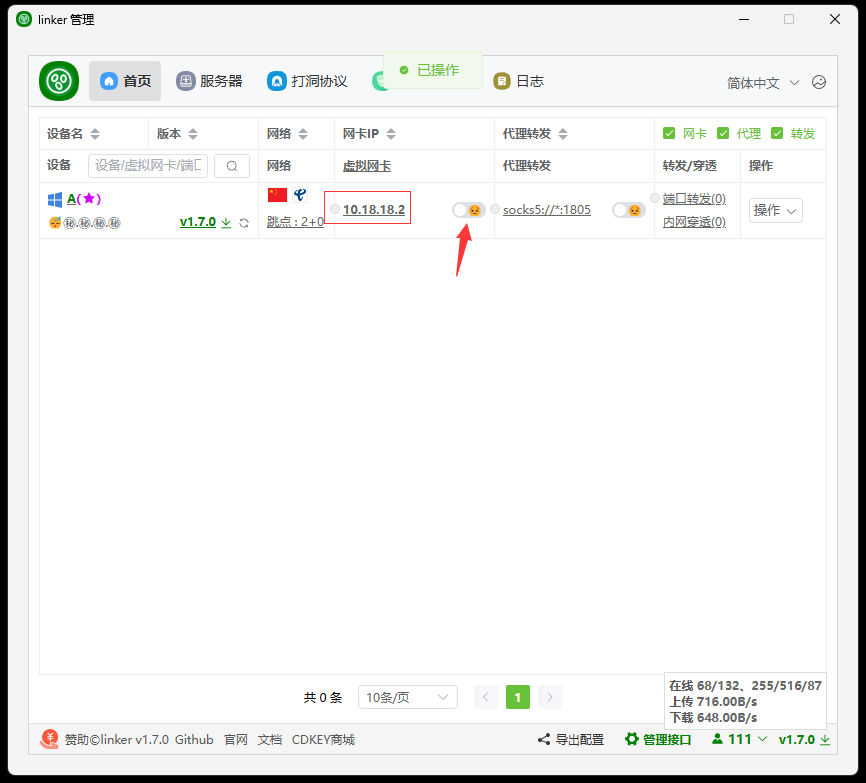 linker 管理
首页
服务器
打洞协议
已操作
日志
简体中文
设备名
版本
网络
网卡IP
代理转发
网卡
代理
转发
设备
设备/虚拟网卡/端口
网络
虚拟网卡
代理转发
转发/穿透
操作
A(★)
10.18.18.2
socks5://*:1805
端口转发(0)
操作
㊙.㊙.㊙.㊙
v1.7.0
跳点 : 2+0
内网穿透(0)
共 0 条
10条/页
1
在线 68/132、255/516/87
上传 716.00B/s
下载 648.00B/s
赞助©linker v1.7.0
Github
官网
文档
CDKEY商城
导出配置
管理接口
111
v1.7.0